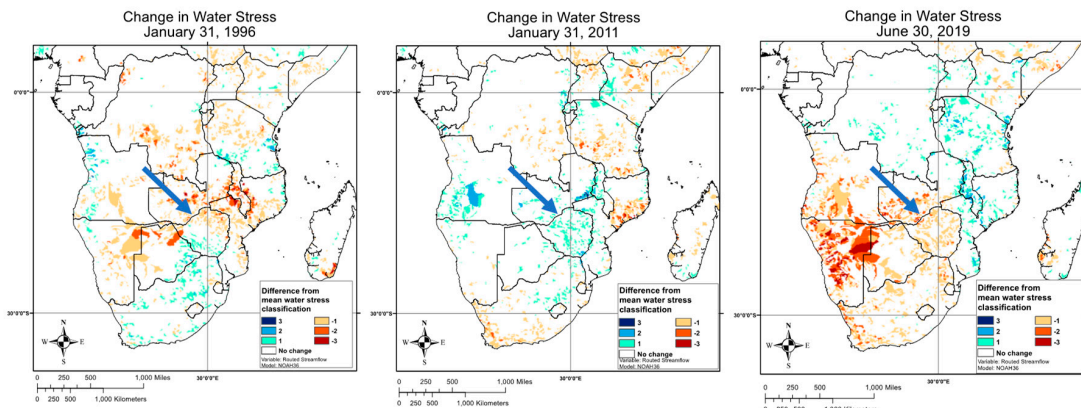 Change in Water Stress
January 31, 1996
0°0'0"
30°0'0"S
30°0'0"E
N
W
E
S
0 250 500 1,000 Miles
0 250 500 1,000 Kilometers
Difference from
mean water stress
classification
3 -1
2 -2
1 -3
No change
Variable: Routed Streamflow
Model: NOAH36
Change in Water Stress
January 31, 2011
0°0'0"
30°0'0"S
30°0'0"E
N
W
E
S
0 250 500 1,000 Miles
0 250 500 1,000 Kilometers
Difference from
mean water stress
classification
3 -1
2 -2
1 -3
No change
Variable: Routed Streamflow
Model: NOAH36
Change in Water Stress
June 30, 2019
0°0'0"
30°0'0"S
30°0'0"E
N
W
E
S
0 250 500 1,000 Miles
0 250 500 1,000 Kilometers
Difference from
mean water stress
classification
3 -1
2 -2
1 -3
No change
Variable: Routed Streamflow
Model: NOAH36